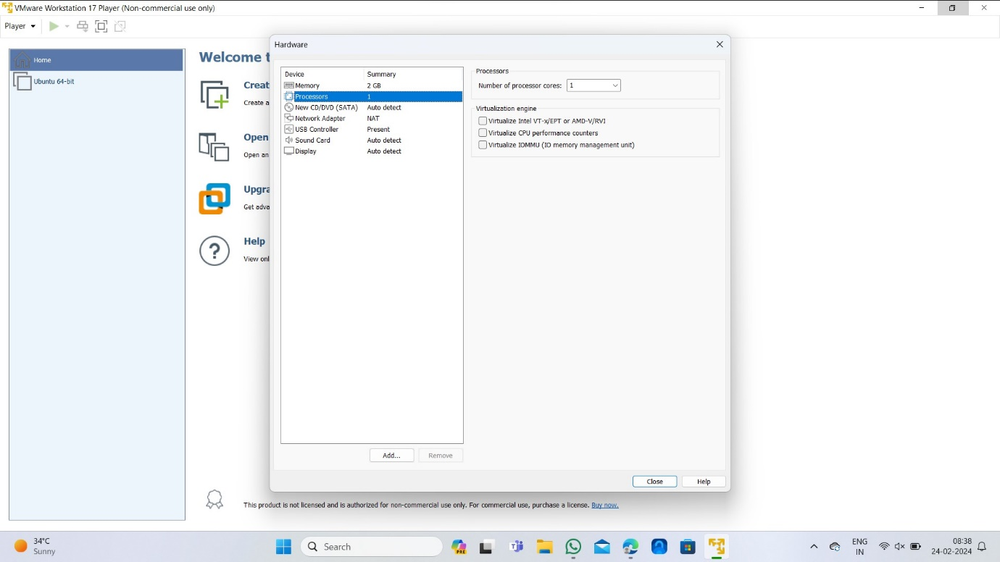 VMware Workstation 17 Player (Non-commercial use only)
Player
Home
Ubuntu 64-bit
Welcome t
Creat
Create a
Open
Open an
Upgra
Get adva
Help
View onl
This product is not licensed and is authorized for non-commercial use only. For commercial use, purchase a license. Buy now.
Hardware
Device Summary
Memory 2 GB
Processors 1
New CD/DVD (SATA) Auto detect
Network Adapter NAT
USB Controller Present
Sound Card Auto detect
Display Auto detect
Add... Remove
Processors
Number of processor cores: 1
Virtualization engine
Virtualize Intel VT-x/EPT or AMD-V/RVI
Virtualize CPU performance counters
Virtualize IOMMU (IO memory management unit)
Close Help
34°C
Sunny
Search
PRE
ENG
IN
08:38
24-02-2024